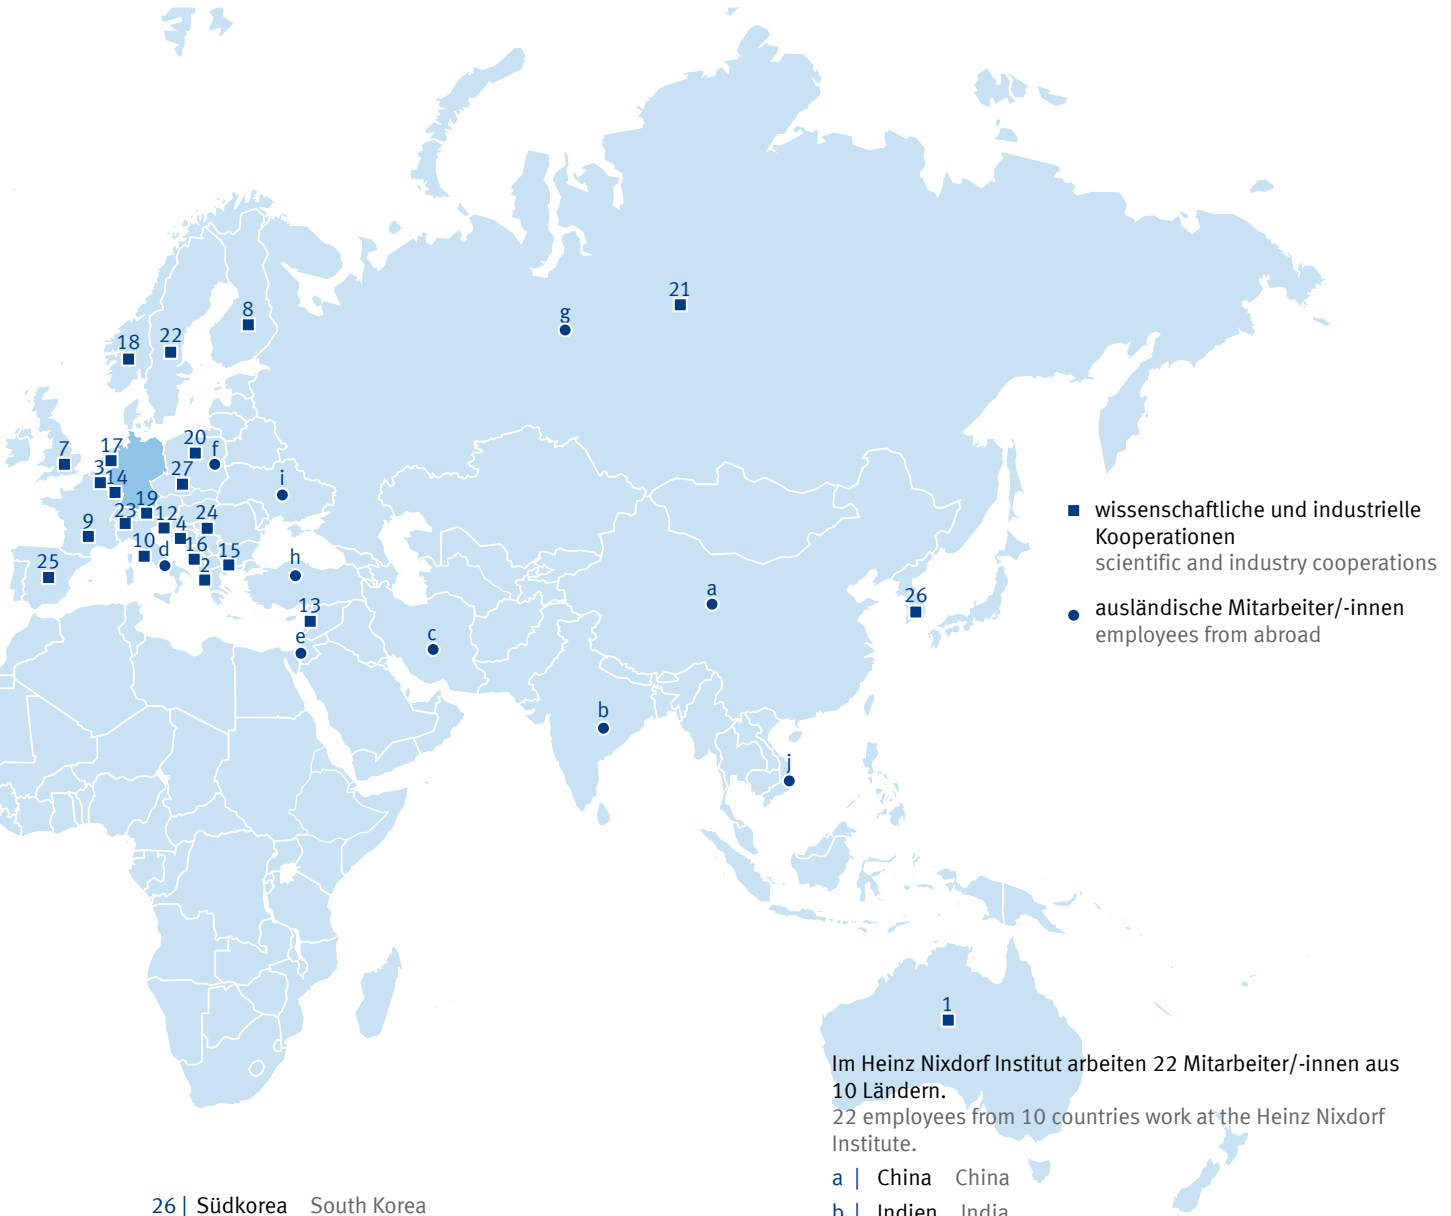 21
g
8
18
22
7
17
20
f
3
14
27
i
19
23
12
4
24
9
10
d
16
15
25
2
h
13
e
c
a
26
b
j
1
wissenschaftliche und industrielle
Kooperationen
scientific and industry cooperations
ausländische Mitarbeiter/-innen
employees from abroad
Im Heinz Nixdorf Institut arbeiten 22 Mitarbeiter/-innen aus
10 Ländern.
22 employees from 10 countries work at the Heinz Nixdorf
Institute.
a | China China
b | Indien India
26 | Südkorea South Korea